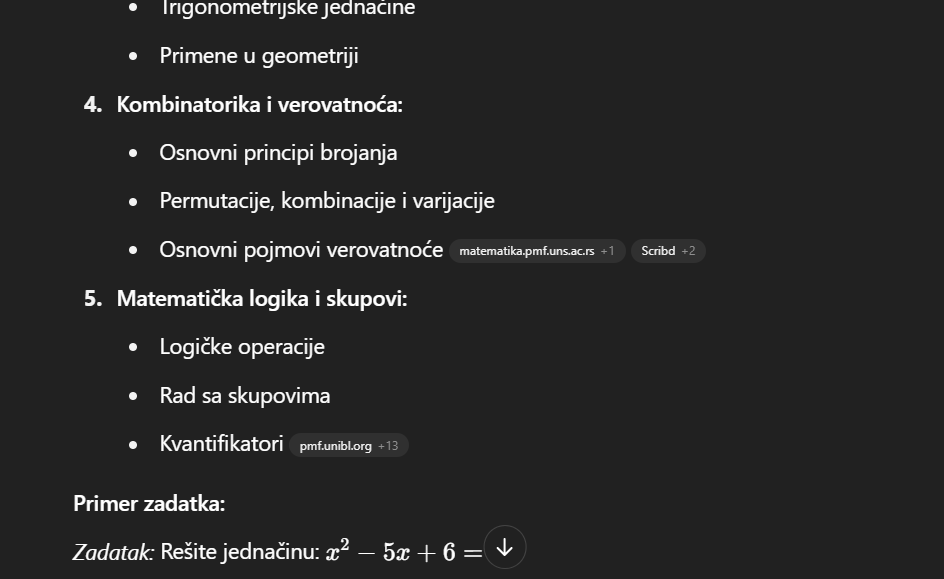 • Trigonometrijske jednačine
• Primene u geometriji
4. Kombinatorika i verovatnoća:
• Osnovni principi brojanja
• Permutacije, kombinacije i varijacije
• Osnovni pojmovi verovatnoće matematika.pmf.uns.ac.rs +1 Scribd +2
5. Matematička logika i skupovi:
• Logičke operacije
• Rad sa skupovima
• Kvantifikatori pmf.unibl.org +13
Primer zadatka:
Zadatak: Rešite jednačinu: x² − 5x + 6 =